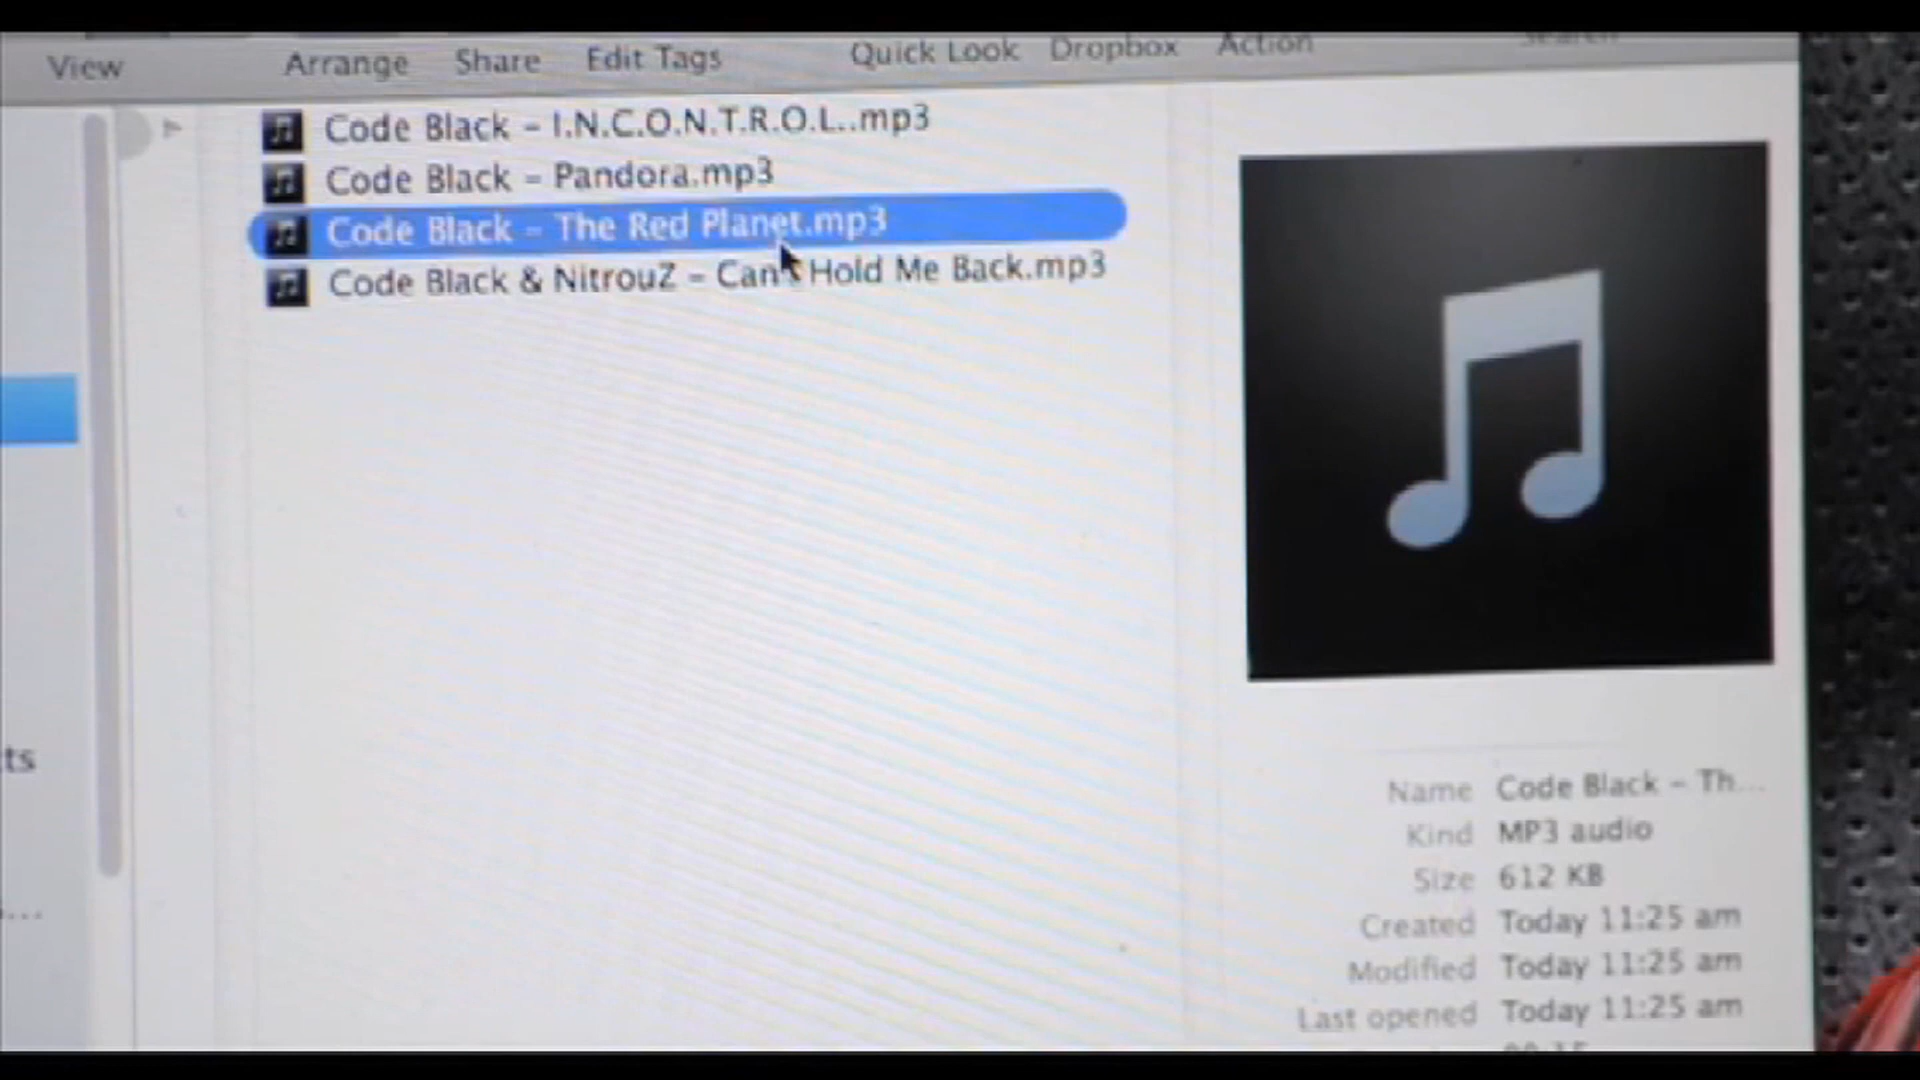 View Arrange Share Edit Tags Quick Look Dropbox Action Search
Code Black – I.N.C.O.N.T.R.O.L..mp3
Code Black – Pandora.mp3
Code Black – The Red Planet.mp3
Code Black & NitrouZ – Can't Hold Me Back.mp3
ts
...
Name Code Black – Th...
Kind MP3 audio
Size 612 KB
Created Today 11:25 am
Modified Today 11:25 am
Last opened Today 11:25 am